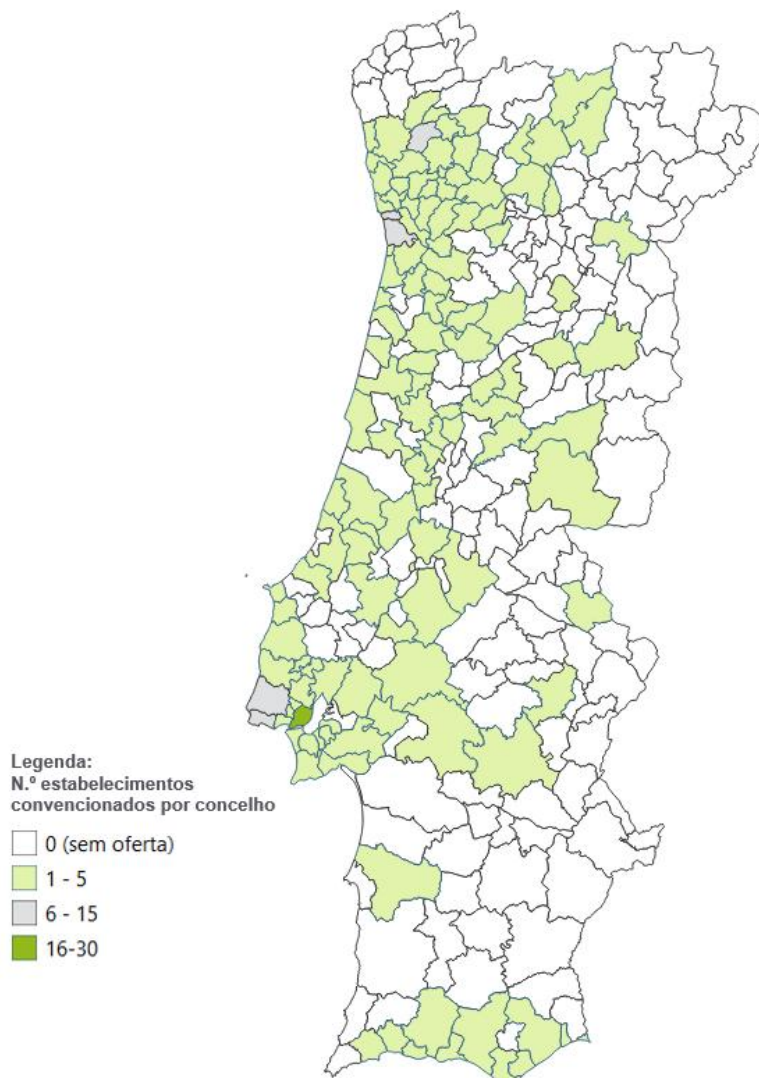 Legenda:
N.º estabelecimentos
convencionados por concelho
0 (sem oferta)
1 - 5
6 - 15
16-30